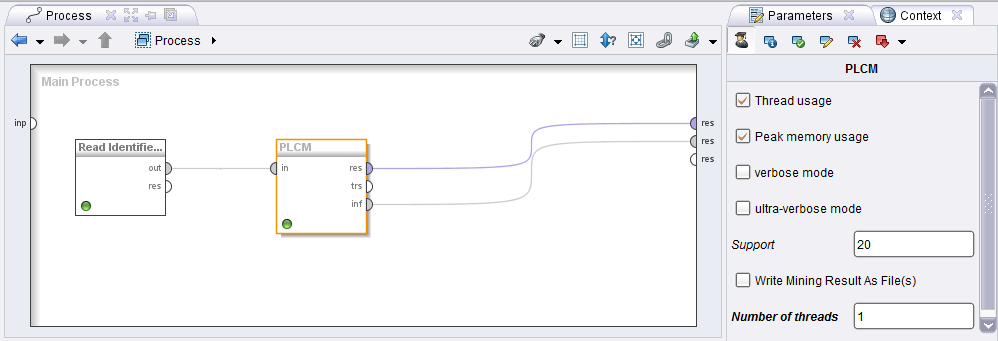 Process
Parameters
Context
Process
PLCM
Main Process
Thread usage
inp
res
Peak memory usage
Read Identifie...
PLCM
res
out
in
res
res
verbose mode
res
trs
inf
ultra-verbose mode
Support
20
Write Mining Result As File(s)
Number of threads
1